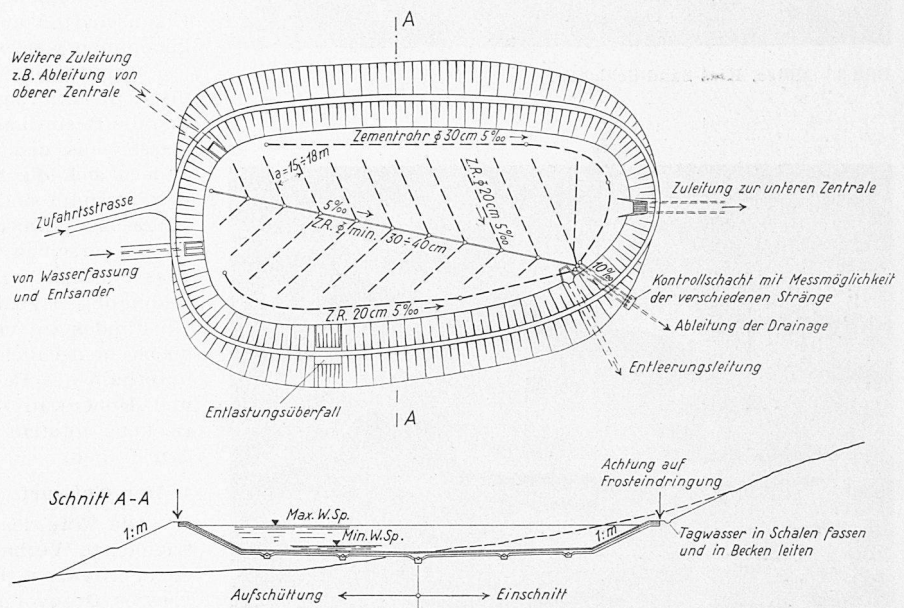 A
Weitere Zuleitung
z.B. Ableitung von
oberer Zentrale
Zementrohr ϕ 30cm 5‰
a=15÷18m
Z.R. ϕ 20cm 5‰
Zuleitung zur unteren Zentrale
Zufahrtsstrasse
5‰
Z.R. ϕ min. 30÷40cm
von Wasserfassung
und Entsander
10‰
Kontrollschacht mit Messmöglichkeit
der verschiedenen Stränge
Z.R. 20cm 5‰
Ableitung der Drainage
Entleerungsleitung
Entlastungsüberfall
A
Schnitt A-A
Achtung auf
Frosteindringung
1:m
Max. W.Sp.
Min. W.Sp.
1:m
Tagwasser in Schalen fassen
und in Becken leiten
Aufschüttung
Einschnitt